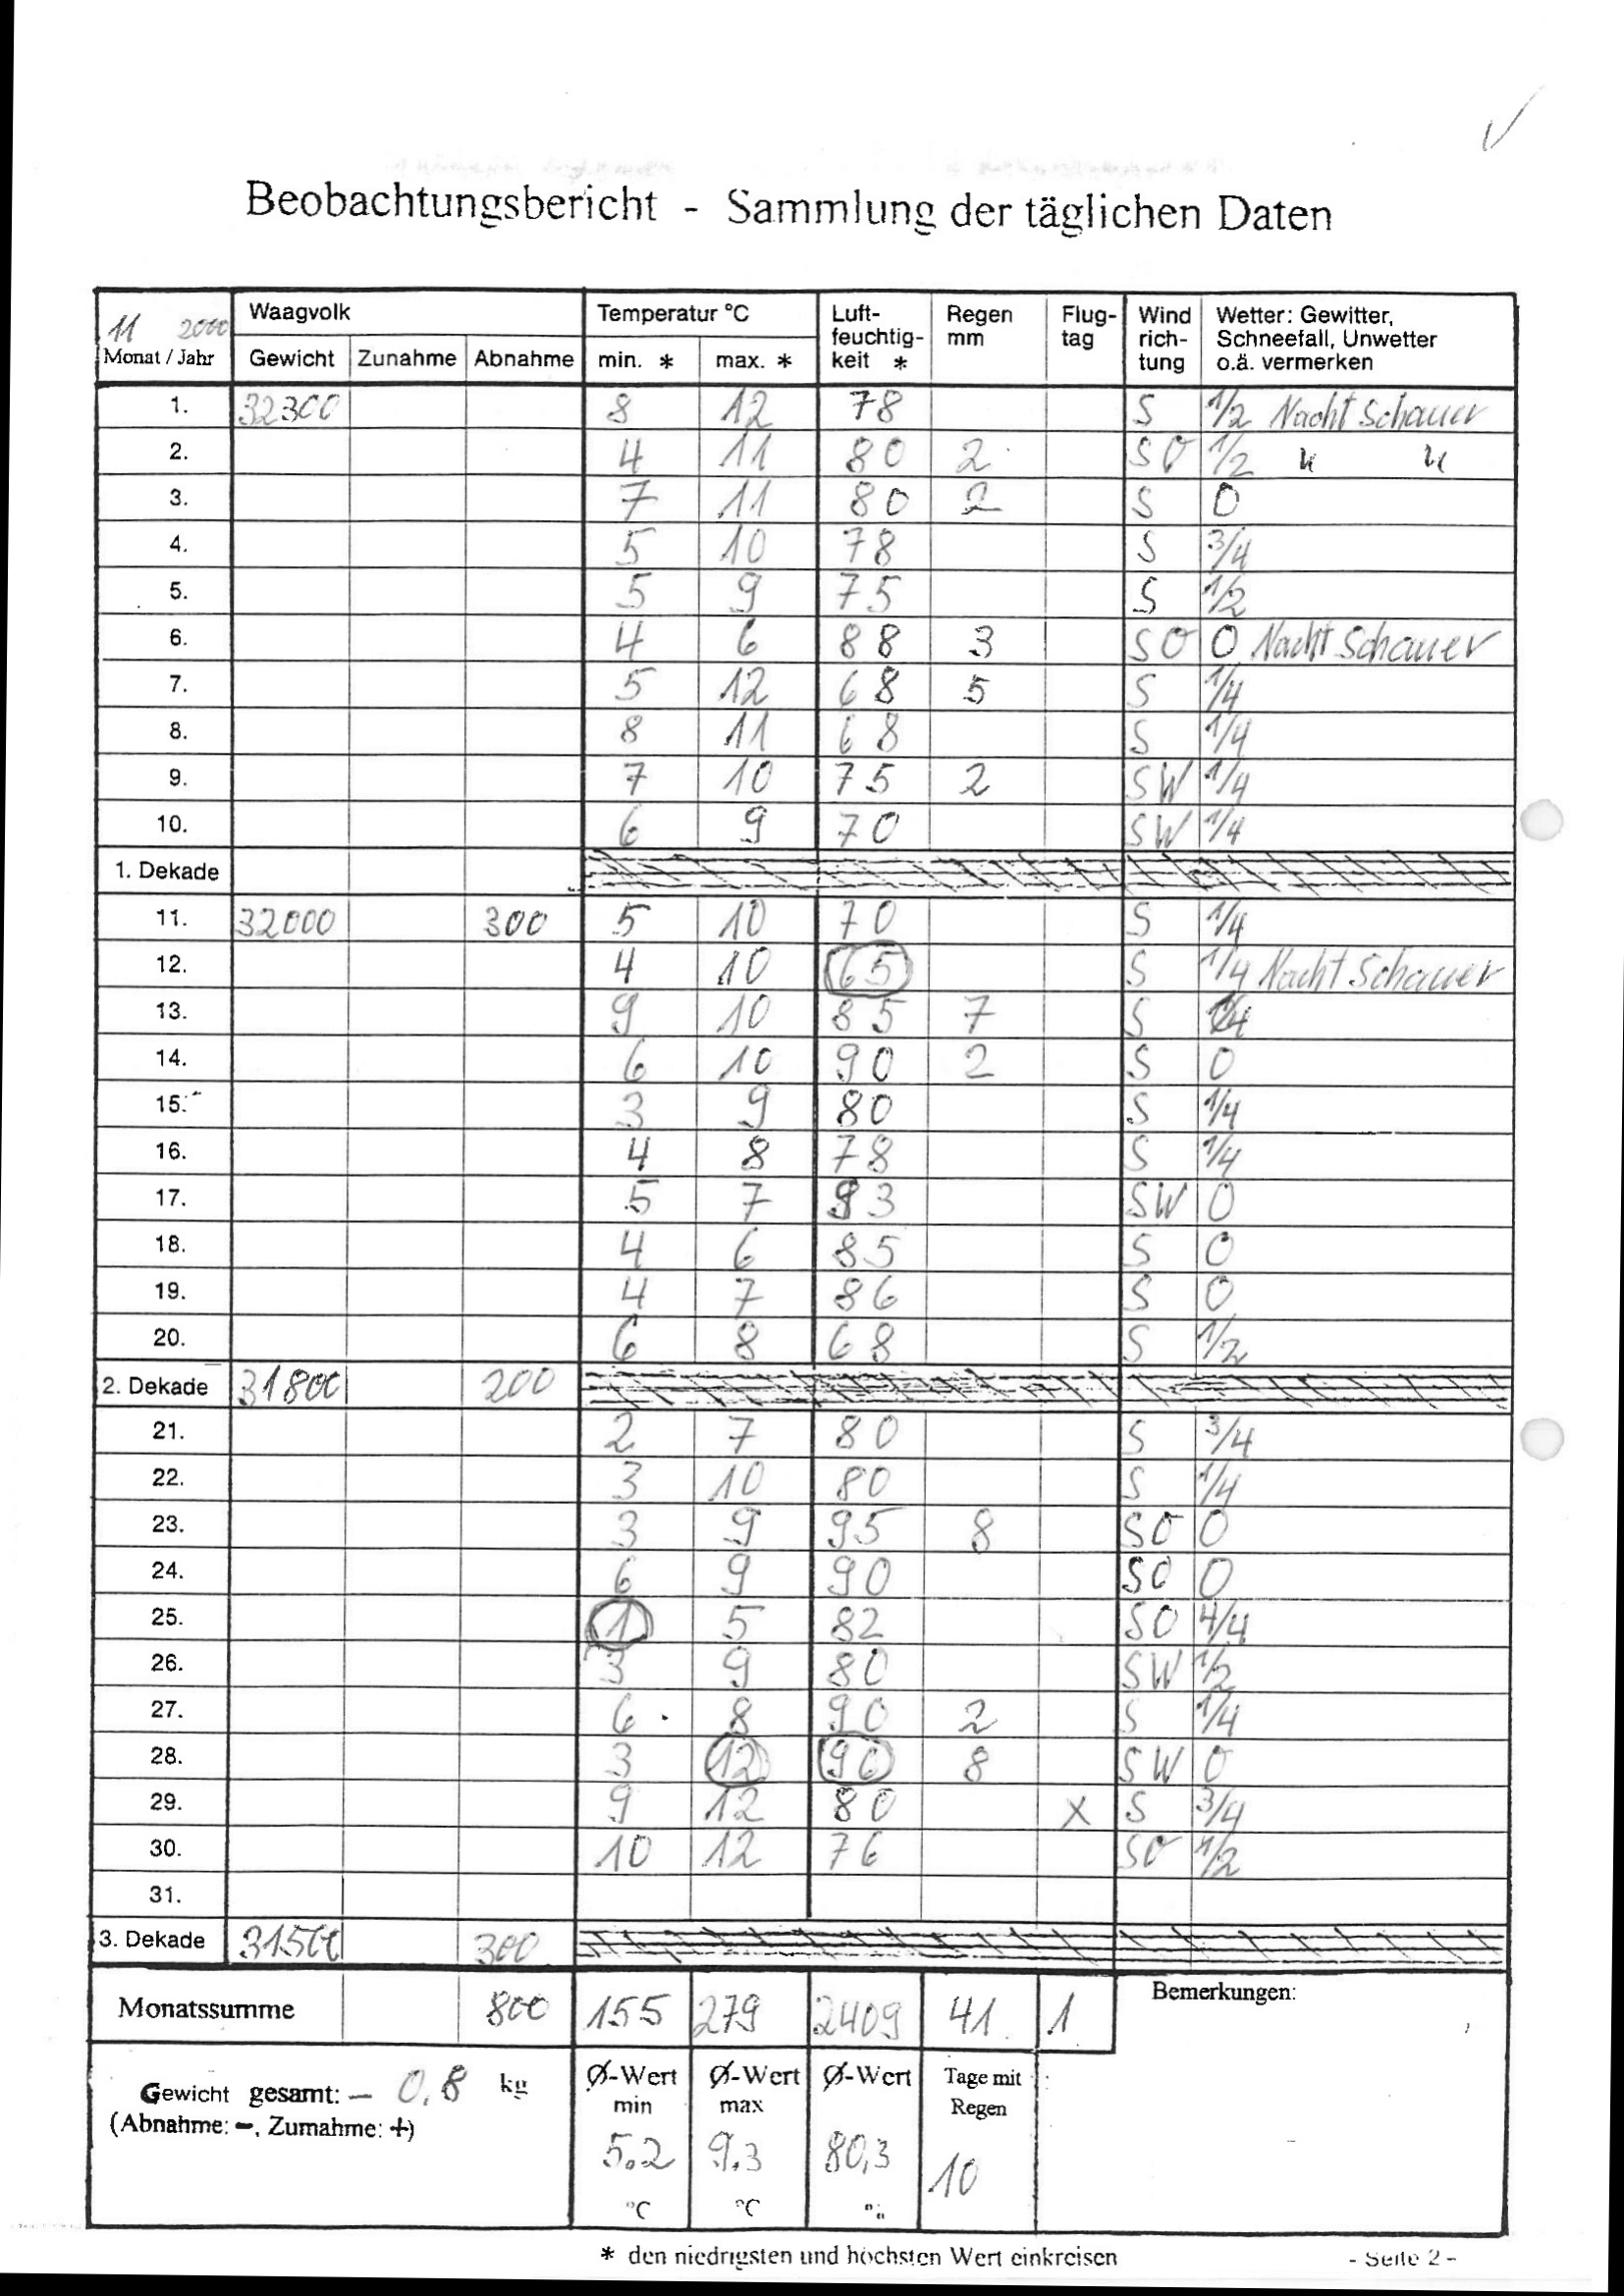 Beobachtungsbericht - Sammlung der täglichen Daten
11 2000 Waagvolk Temperatur °C Luft- Regen Flug- Wind Wetter: Gewitter,
feuchtig- mm tag rich- Schneefall, Unwetter
Monat / Jahr Gewicht Zunahme Abnahme min. * max. * keit * tung o.ä. vermerken
1. 32300 8 12 78 S 1/2 Nacht Schauer
2. 4 11 80 2 SO 1/2 " "
3. 7 11 80 2 S 0
4. 5 10 78 S 3/4
5. 5 9 75 S 1/2
6. 4 6 88 3 SO 0 Nacht Schauer
7. 5 12 68 5 S 1/4
8. 8 11 68 S 1/4
9. 7 10 75 2 SW 1/4
10. 6 9 70 SW 1/4
1. Dekade
11. 32000 300 5 10 70 S 1/4
12. 4 10 65 S 1/4 Nacht Schauer
13. 9 10 85 7 S 1/4
14. 6 10 90 2 S 0
15. 3 9 80 S 1/4
16. 4 8 78 S 1/4
17. 5 7 93 SW 0
18. 4 6 85 S 0
19. 4 7 86 S 0
20. 6 8 68 S 1/2
2. Dekade 31800 200
21. 2 7 80 S 3/4
22. 3 10 80 S 1/4
23. 3 9 95 8 SO 0
24. 6 9 90 SO 0
25. 1 5 82 SO 4/4
26. 3 9 80 SW 1/2
27. 6 8 90 2 S 1/4
28. 3 12 96 8 SW 0
29. 9 12 80 X S 3/4
30. 10 12 76 SO 1/2
31.
3. Dekade 31500 300
Monatssumme 800 155 279 2409 41 1 Bemerkungen:
Gewicht gesamt: - 0,8 kg Ø-Wert Ø-Wert Ø-Wert Tage mit
(Abnahme: -, Zumahme: +) min max Regen
5.2 9.3 80,3 10
°C °C %
* den niedrigsten und höchsten Wert einkreisen - Seite 2 -